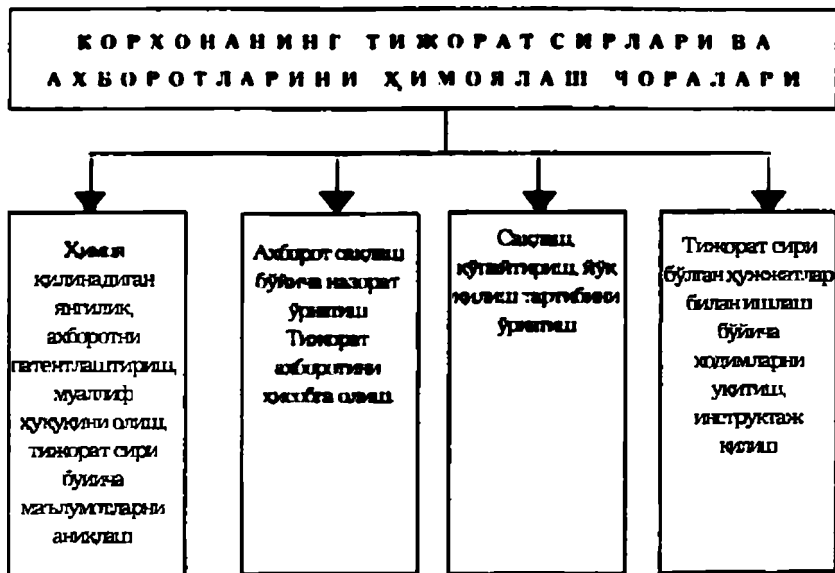 КОРХОНАНИНГ ТИЖОРАТ СИРЛАРИ ВА
АХБОРОТЛАРИНИ ҲИМОЯЛАШ ЧОРАЛАРИ
Ҳимоя
қилинадиган
янгилик,
ахборотни
патентлаштириш,
муаллиф
ҳуқуқини олиш,
тижорат сири
буйича
маълумотларни
аниқлаш
Ахборот сақлаш
бўйича назорат
ўрнатиш
Тижорат
ахборотини
ҳисобга олиш
Сақлаш,
кўпайтириш, йўқ
қилиш тартибини
ўрнатиш
Тижорат сири
бўлган ҳужжатлар
билан ишлаш
бўйича
ходимларни
уқитиш,
инструктаж
қилиш